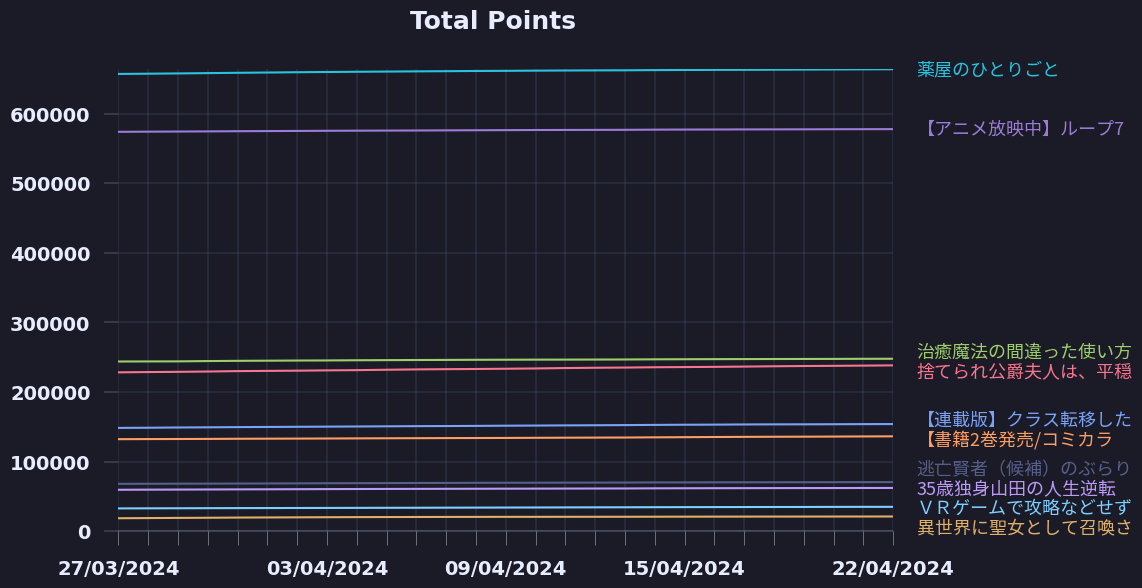 Total Points
薬屋のひとりごと
600000
【アニメ放映中】ループ7
500000
400000
300000
治癒魔法の間違った使い方
捨てられ公爵夫人は、平穏
200000
【連載版】クラス転移した
【書籍2巻発売/コミカラ
100000
逃亡賢者（候補）のぶらり
35歳独身山田の人生逆転
ＶＲゲームで攻略などせず
異世界に聖女として召喚さ
0
27/03/2024
03/04/2024
09/04/2024
15/04/2024
22/04/2024